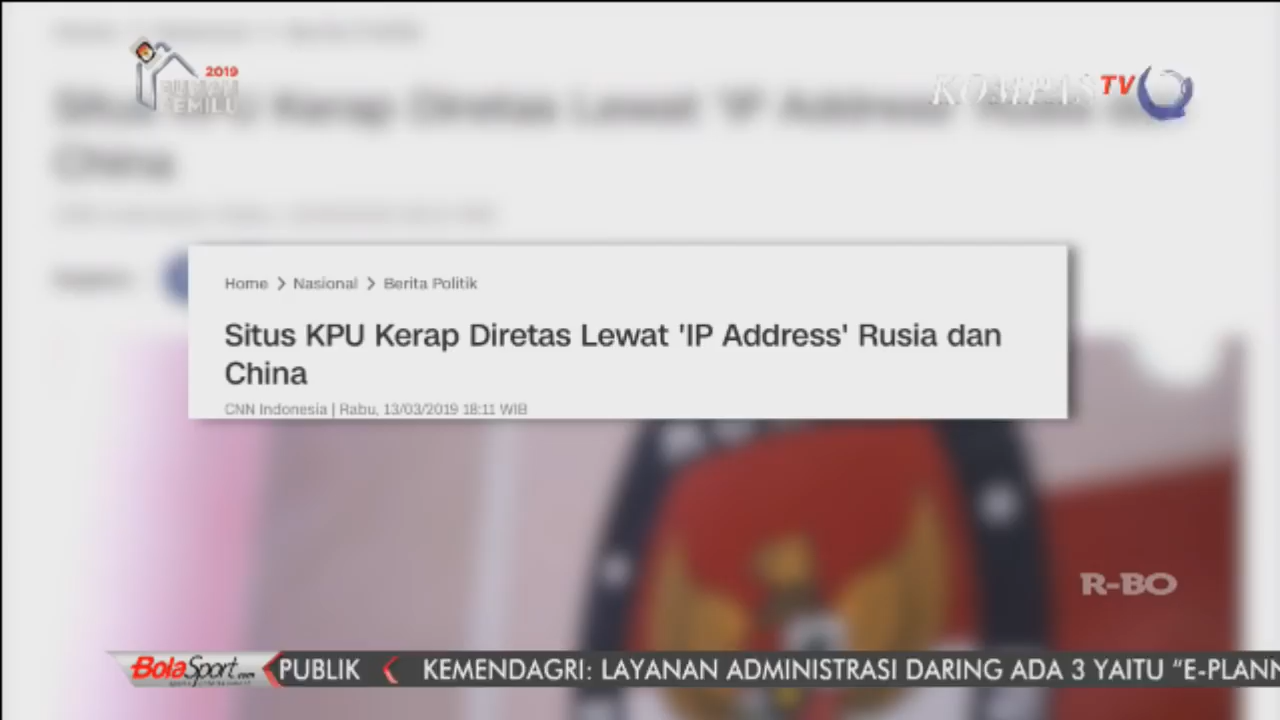 2019
RUMAH
PEMILU
KOMPAS TV
Home > Nasional > Berita Politik
Situs KPU Kerap Diretas Lewat 'IP Address' Rusia dan
China
CNN Indonesia | Rabu, 13/03/2019 18:11 WIB
R-BO
BolaSport.com
PUBLIK
KEMENDAGRI: LAYANAN ADMINISTRASI DARING ADA 3 YAITU “E-PLANN